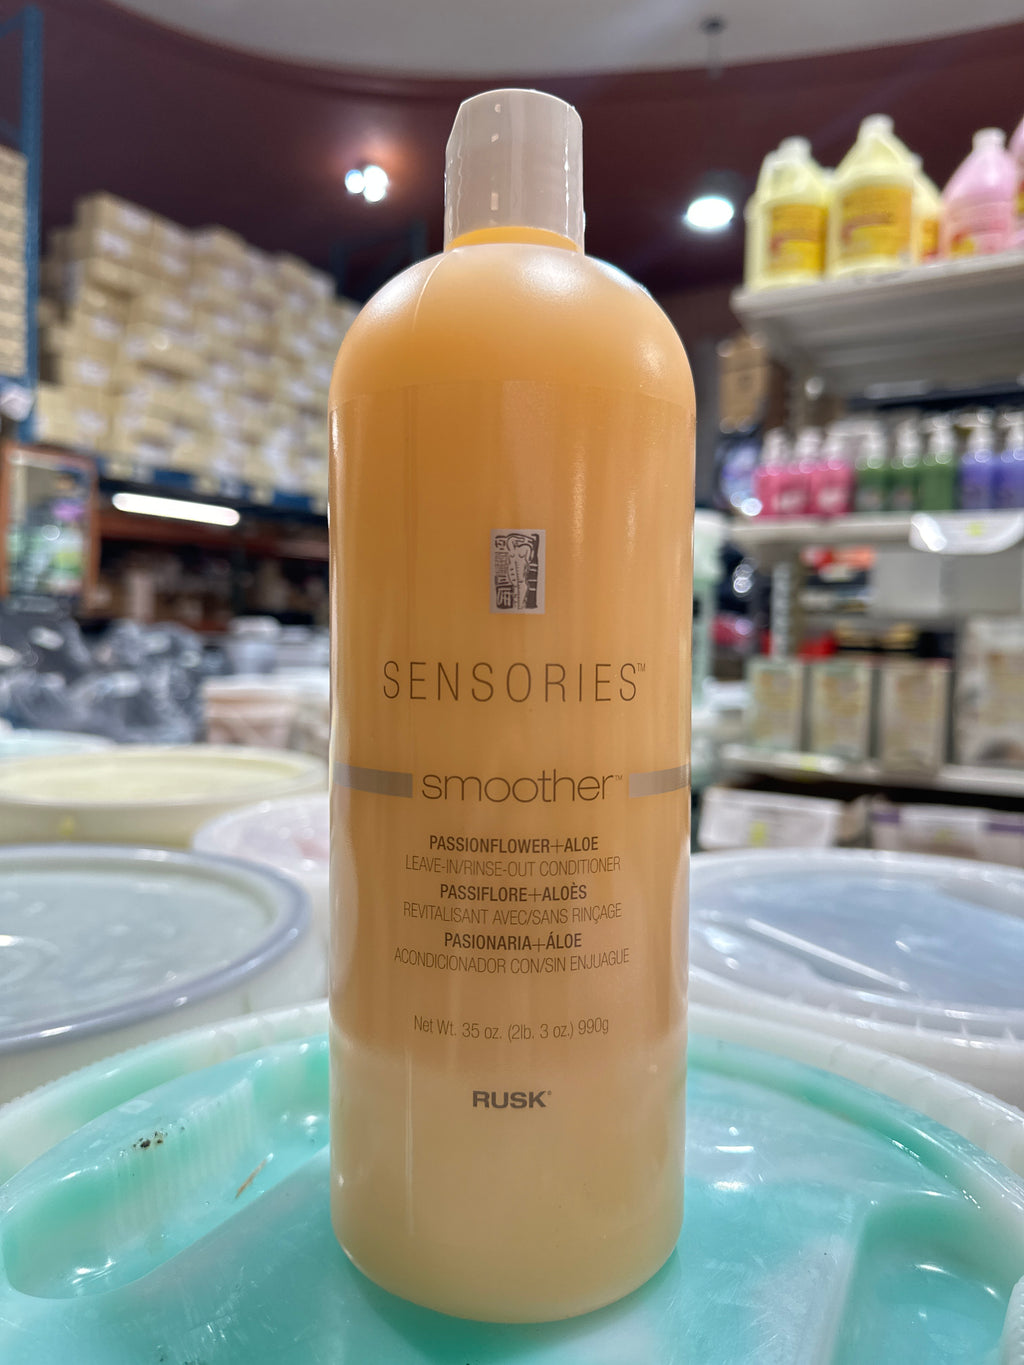 SENSORIES™
smoother™
PASSIONFLOWER+ALOE
LEAVE-IN/RINSE-OUT CONDITIONER
PASSIFLORE+ALOÈS
REVITALISANT AVEC/SANS RINÇAGE
PASIONARIA+ÁLOE
ACONDICIONADOR CON/SIN ENJUAGUE
Net Wt. 35 oz. (2lb. 3 oz.) 990g
RUSK®